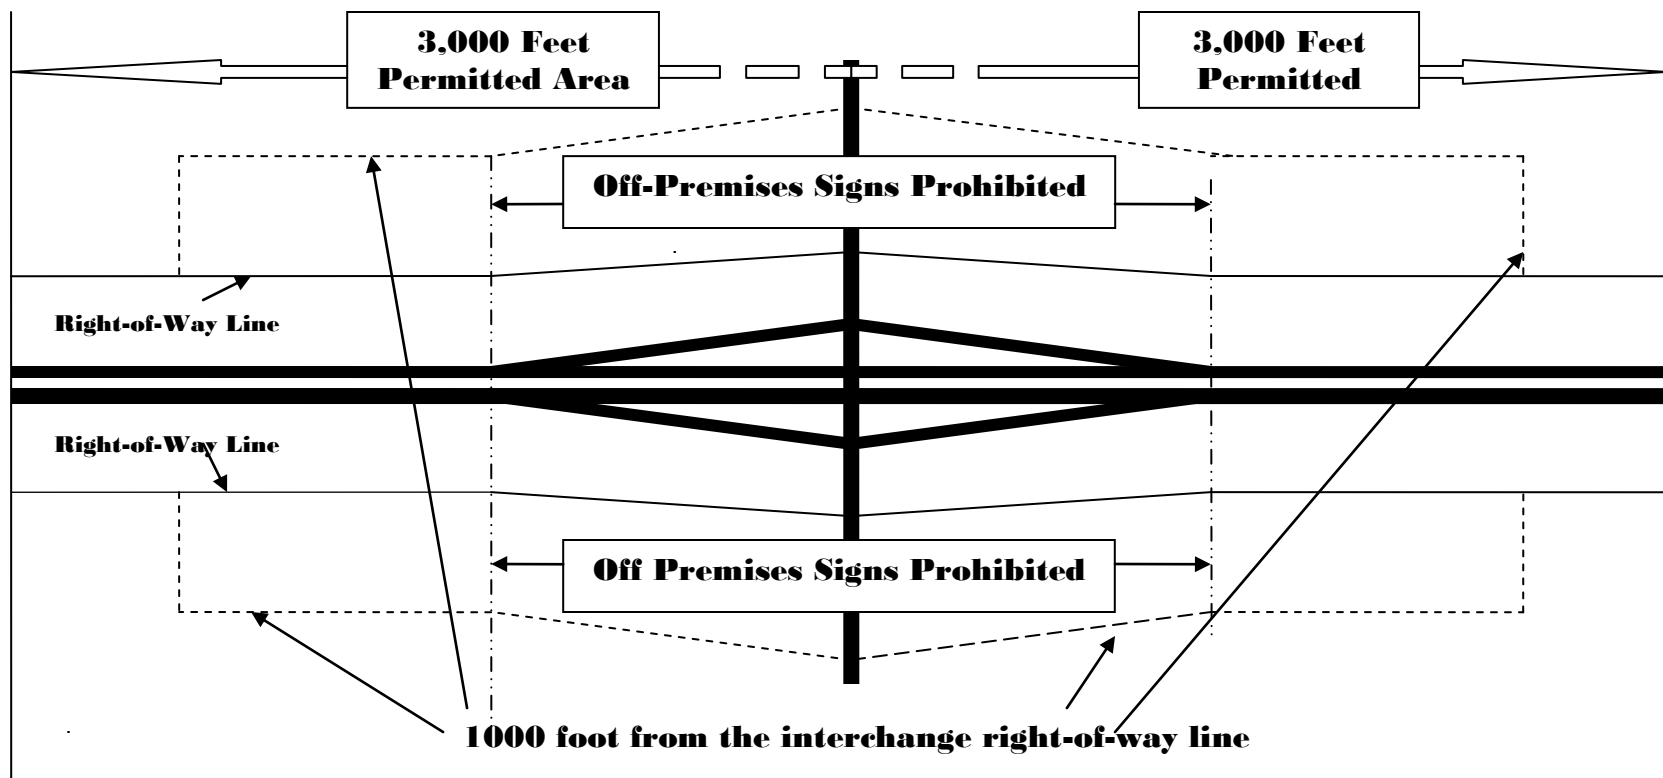 3,000 Feet
Permitted Area
3,000 Feet
Permitted
Off-Premises Signs Prohibited
Right-of-Way Line
Right-of-Way Line
Off Premises Signs Prohibited
1000 foot from the interchange right-of-way line